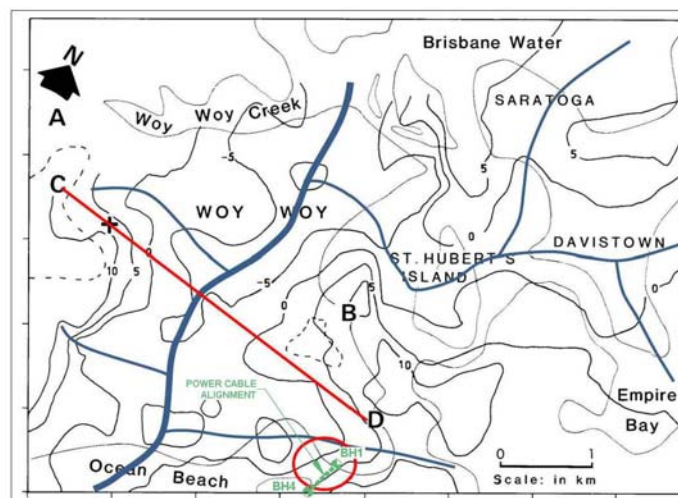 N
Brisbane Water
A
Woy Woy Creek
SARATOGA
-5
5
5
C
WOY WOY
0
DAVISTOWN
ST. HUBERT'S
ISLAND
0
10
5
0
-5
0
5
B
10
POWER CABLE
ALIGNMENT
D
Empire
Bay
BH1
Ocean Beach
BH4
0 1
Scale: in km